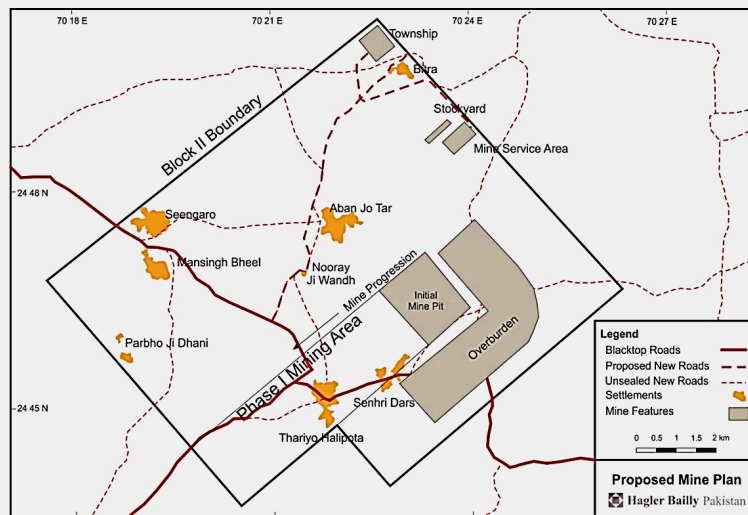 70 18 E
70 21 E
70 24 E
70 27 E
Township
Bitra
Stockyard
Mine Service Area
Block II Boundary
24 48 N
Seengaro
Aban Jo Tar
Mansingh Bheel
Nooray
Ji Wandh
Mine Progression
Initial
Mine Pit
Parbho Ji Dhani
Phase I Mining Area
Overburden
24 45 N
Senhri Dars
Thariyo Halipota
Legend
Blacktop Roads
Proposed New Roads
Unsealed New Roads
Settlements
Mine Features
0 0.5 1 1.5 2 km
Proposed Mine Plan
Hagler Bailly Pakistan